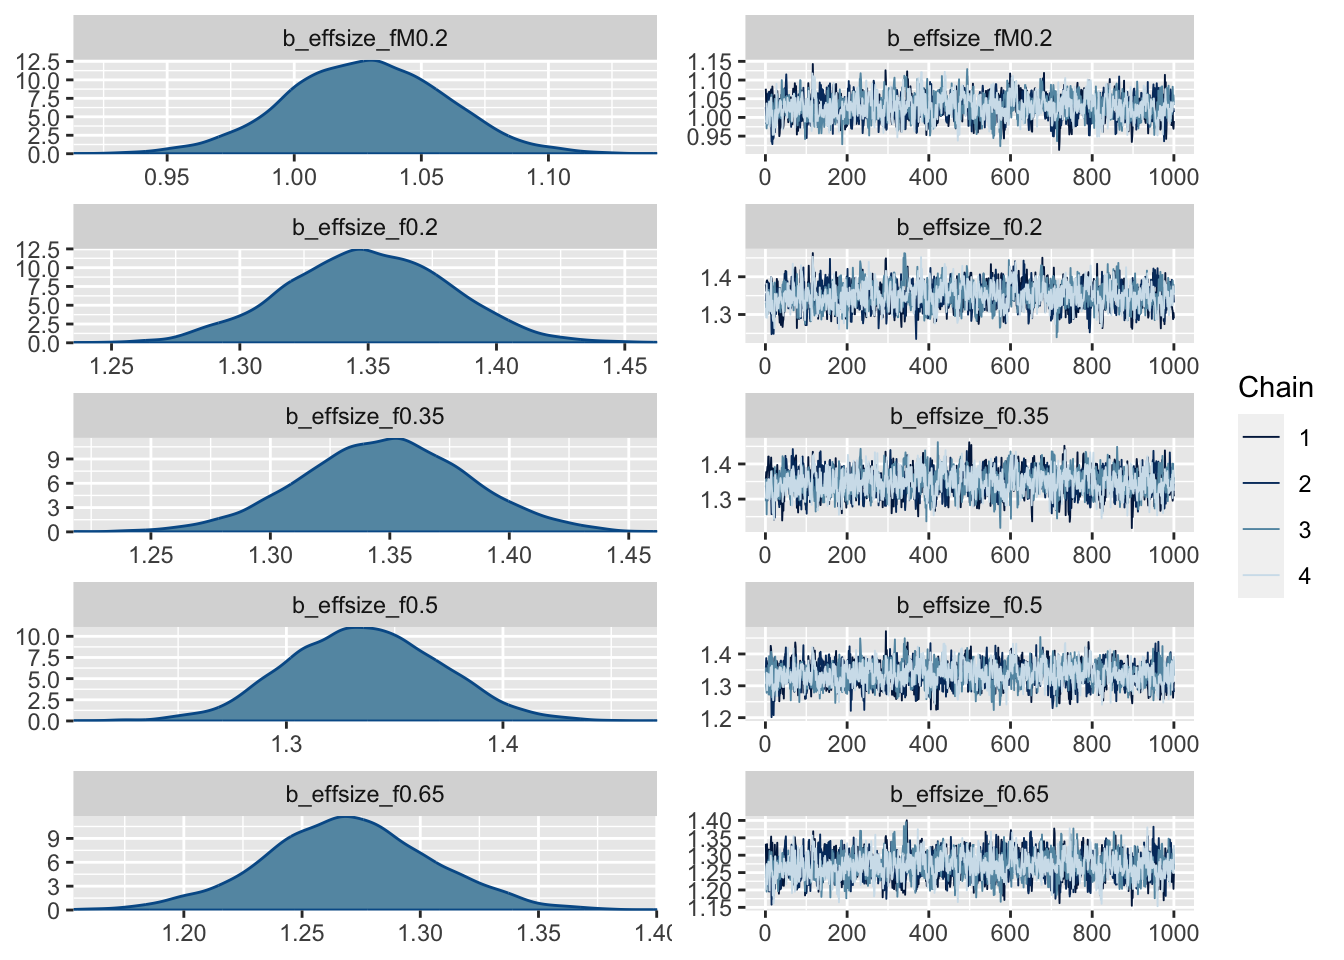 b_effsize_fM0.2
12.5
10.0
7.5
5.0
2.5
0.0
0.95 1.00 1.05 1.10
b_effsize_fM0.2
1.15
1.10
1.05
1.00
0.95
0 200 400 600 800 1000
b_effsize_f0.2
12.5
10.0
7.5
5.0
2.5
0.0
1.25 1.30 1.35 1.40 1.45
b_effsize_f0.2
1.4
1.3
0 200 400 600 800 1000
b_effsize_f0.35
9
6
3
0
1.25 1.30 1.35 1.40 1.45
b_effsize_f0.35
1.4
1.3
0 200 400 600 800 1000
b_effsize_f0.5
10.0
7.5
5.0
2.5
0.0
1.3 1.4
b_effsize_f0.5
1.4
1.3
1.2
0 200 400 600 800 1000
b_effsize_f0.65
9
6
3
0
1.20 1.25 1.30 1.35 1.40
b_effsize_f0.65
1.40
1.35
1.30
1.25
1.20
1.15
0 200 400 600 800 1000
Chain
1
2
3
4